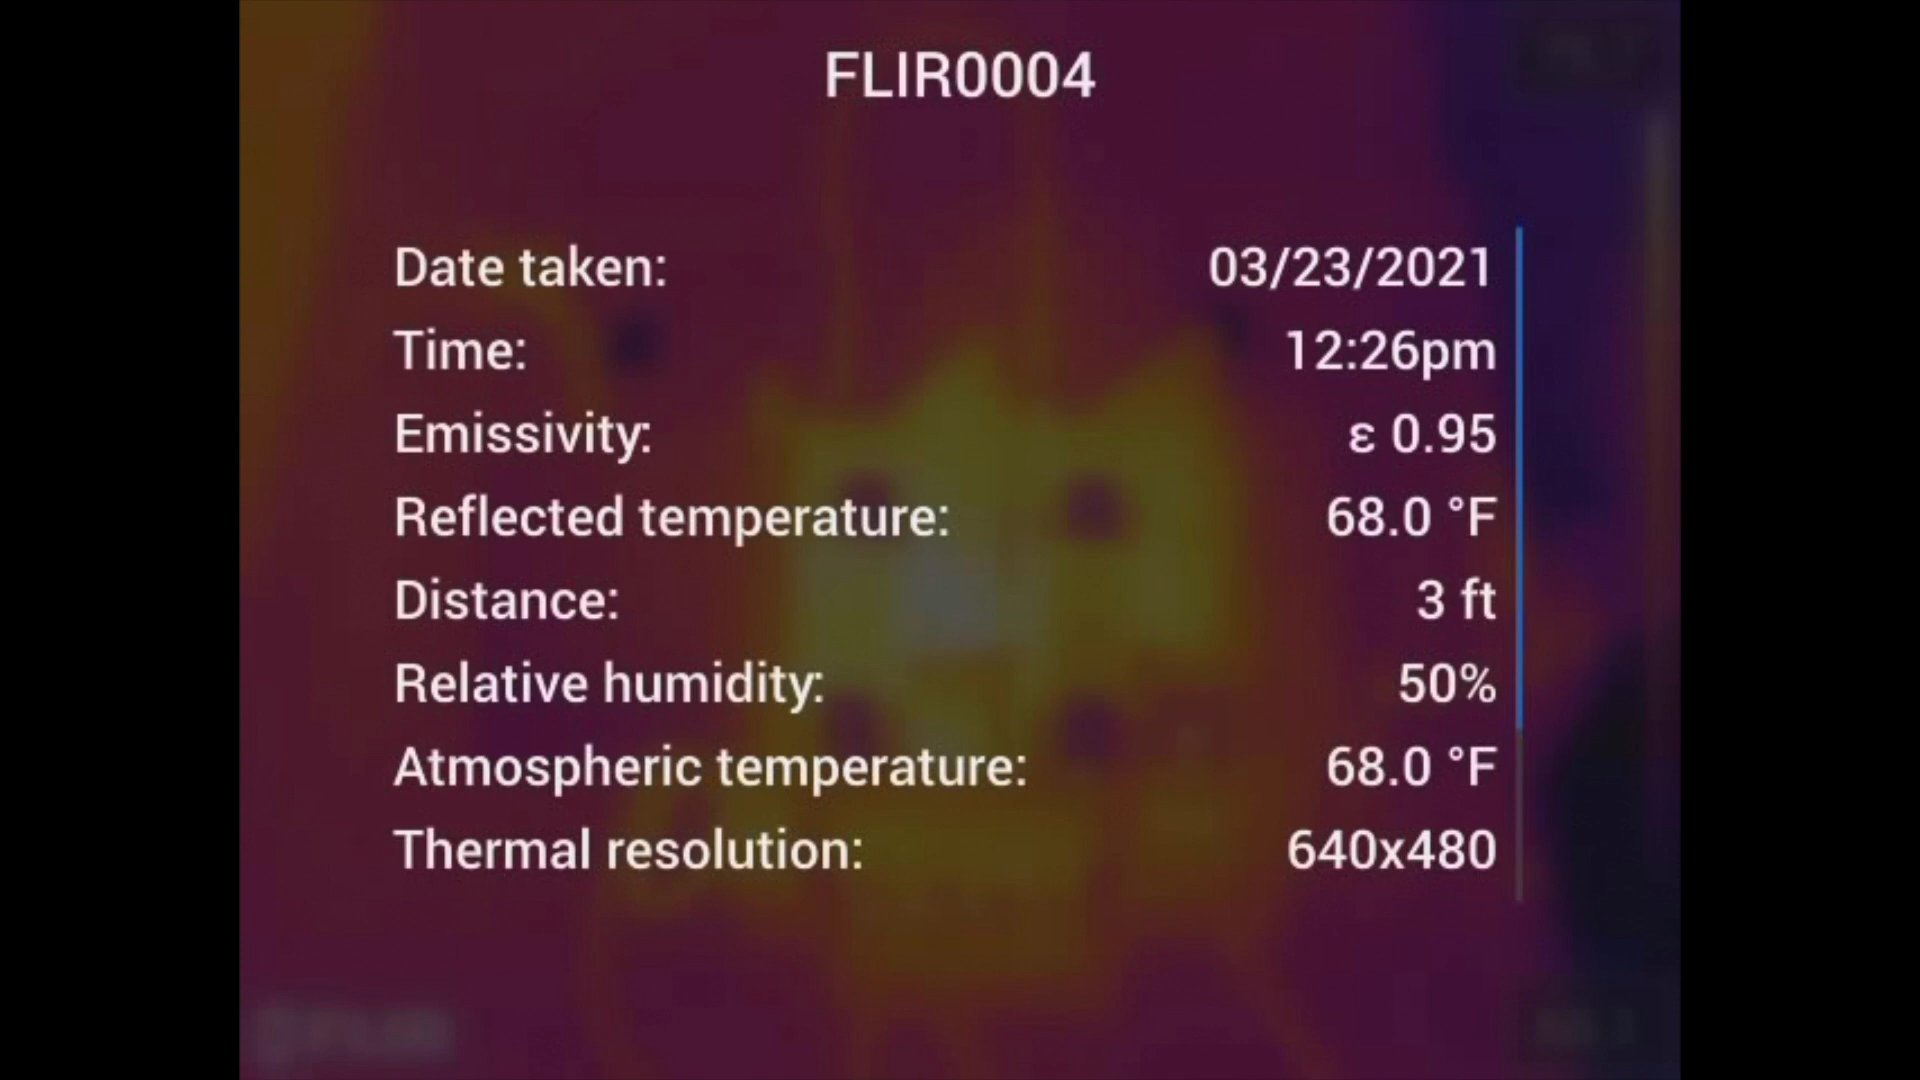 FLIR0004
Date taken: 03/23/2021
Time: 12:26pm
Emissivity: ε 0.95
Reflected temperature: 68.0 °F
Distance: 3 ft
Relative humidity: 50%
Atmospheric temperature: 68.0 °F
Thermal resolution: 640x480